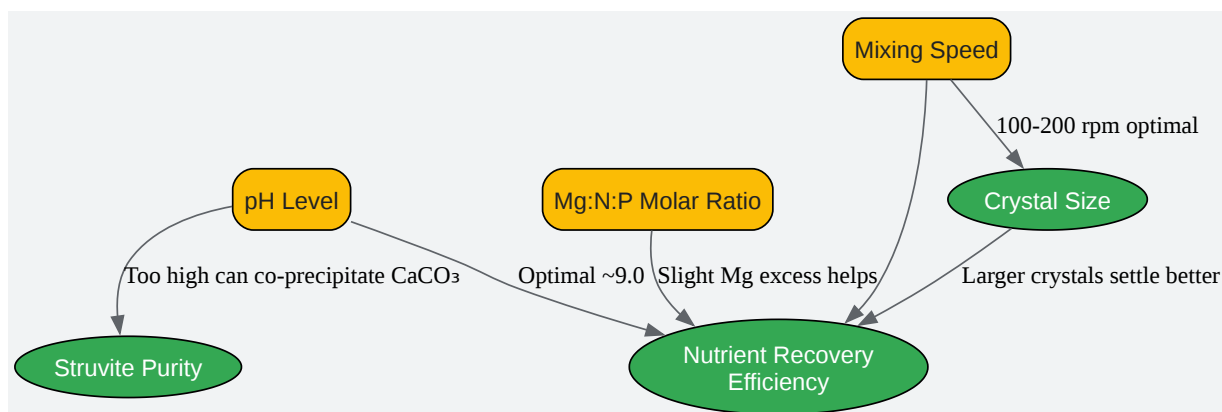 Mixing Speed
100-200 rpm optimal
pH Level
Mg:N:P Molar Ratio
Crystal Size
Too high can co-precipitate CaCO₃
Optimal ~9.0
Slight Mg excess helps
Larger crystals settle better
Struvite Purity
Nutrient Recovery
Efficiency